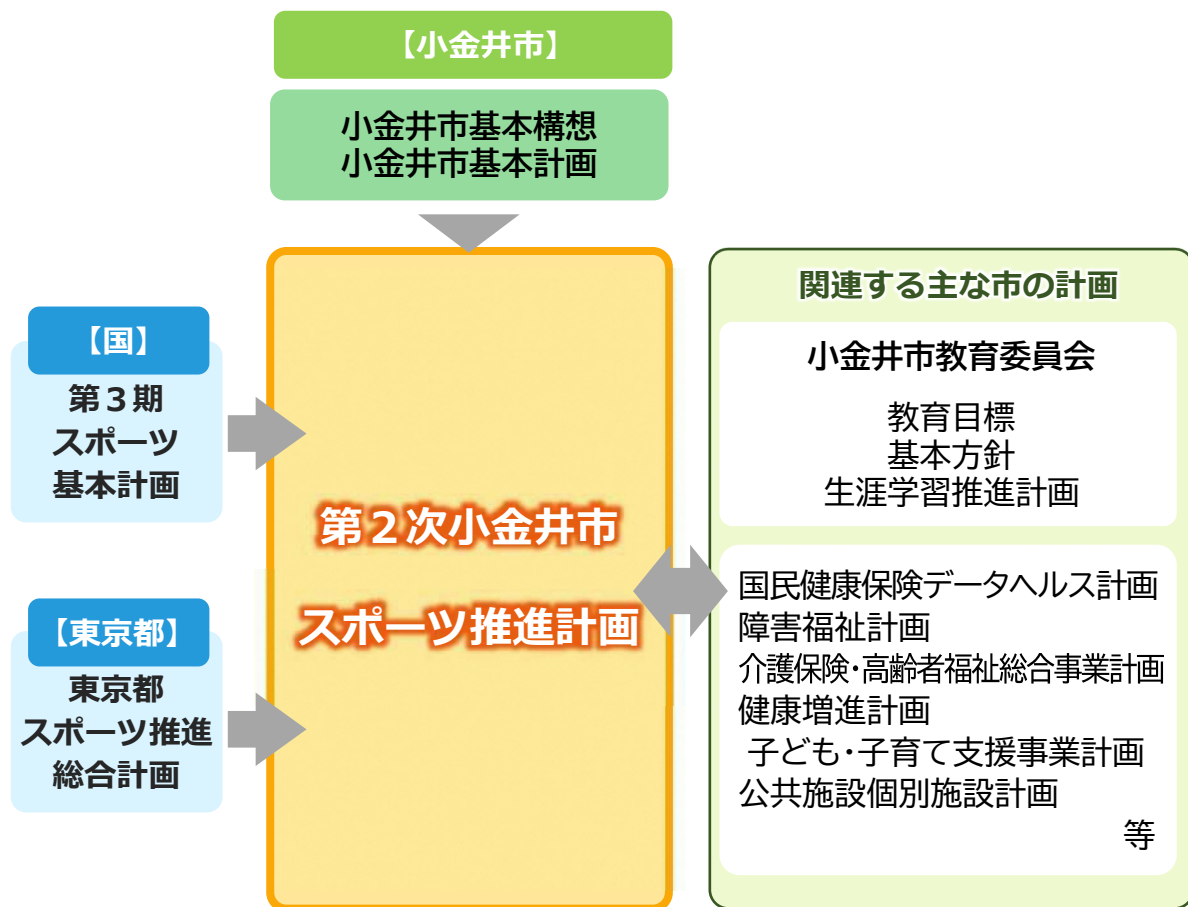 【小金井市】
小金井市基本構想
小金井市基本計画
【国】
第３期
スポーツ
基本計画
【東京都】
東京都
スポーツ推進
総合計画
第２次小金井市
スポーツ推進計画
関連する主な市の計画
小金井市教育委員会
教育目標
基本方針
生涯学習推進計画
国民健康保険データヘルス計画
障害福祉計画
介護保険・高齢者福祉総合事業計画
健康増進計画
子ども・子育て支援事業計画
公共施設個別施設計画
等